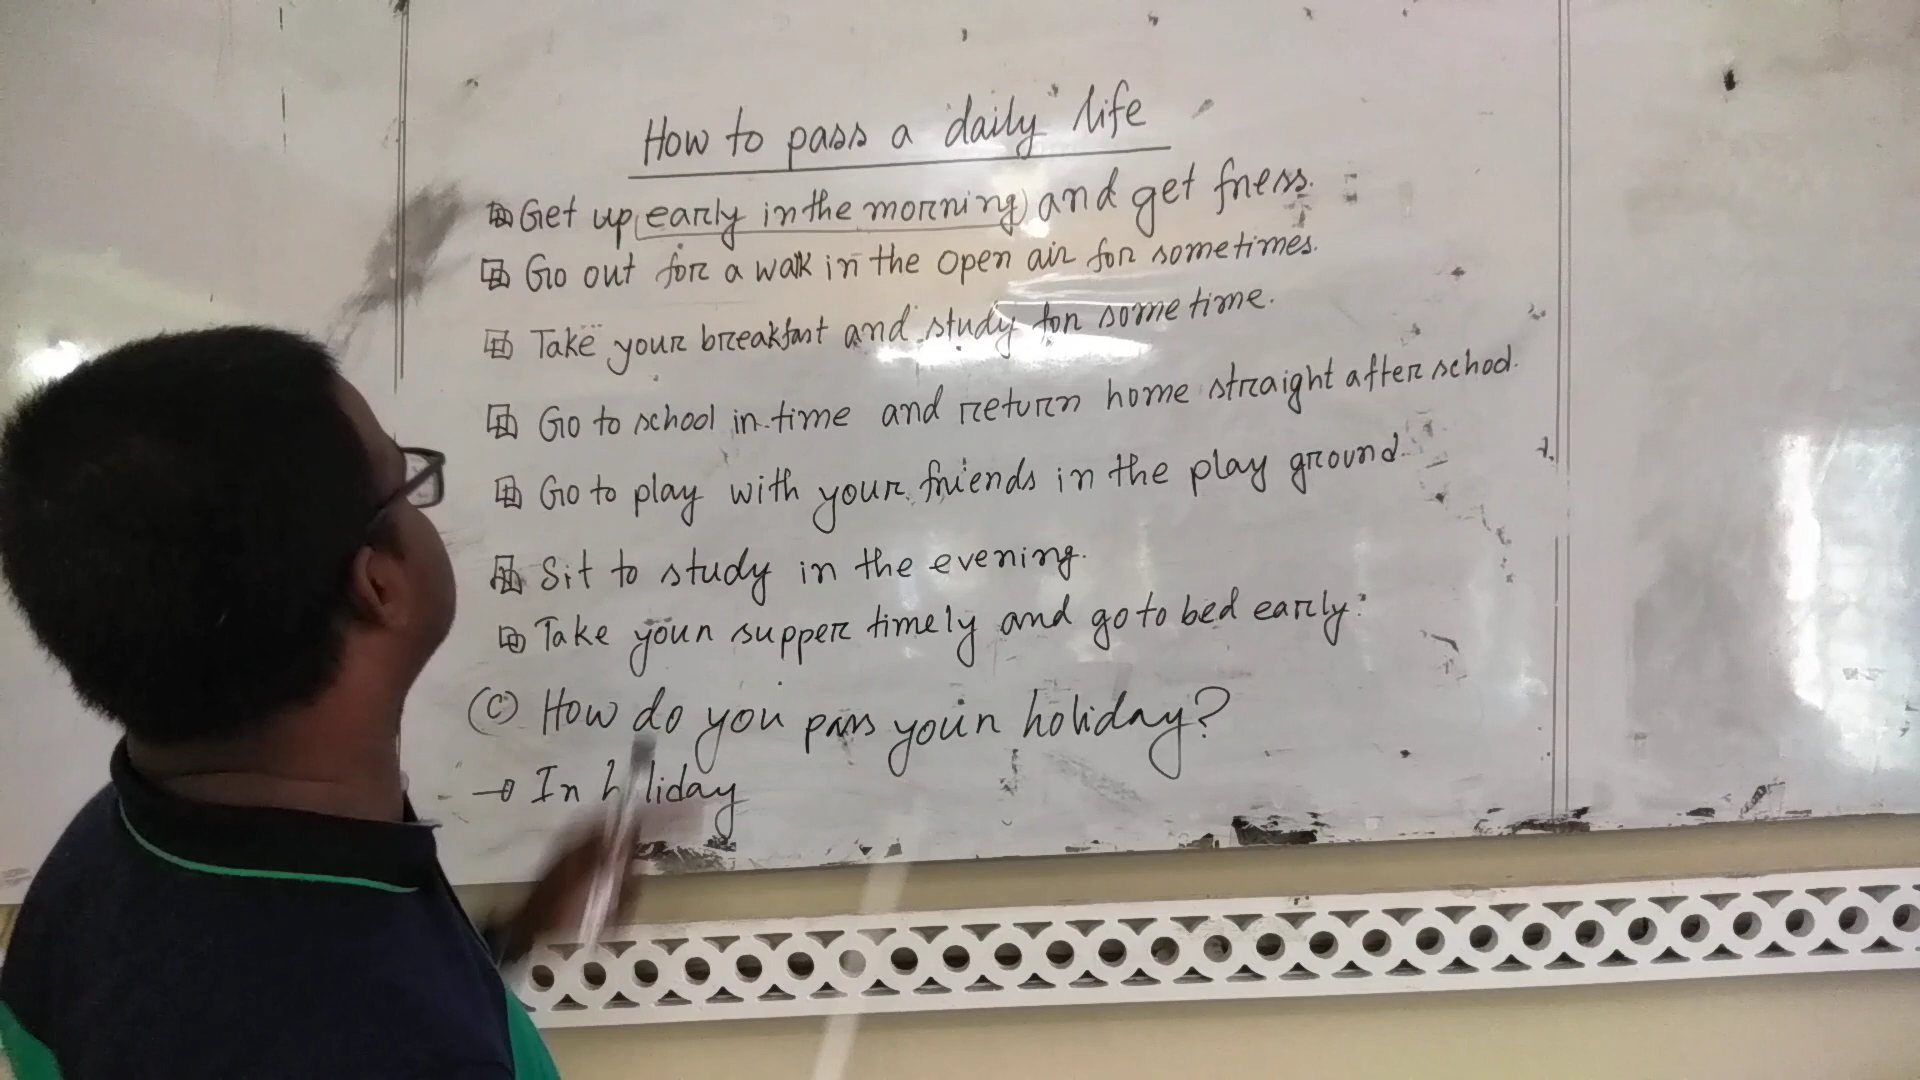 How to pass a daily life
Get up (early in the morning) and get fress.
Go out for a walk in the open air for sometimes.
Take your breakfast and study for some time.
Go to school in time and return home straight after school.
Go to play with your friends in the play ground.
Sit to study in the evening.
Take your supper timely and go to bed early.
(C) How do you pass your holiday?
→ In holiday